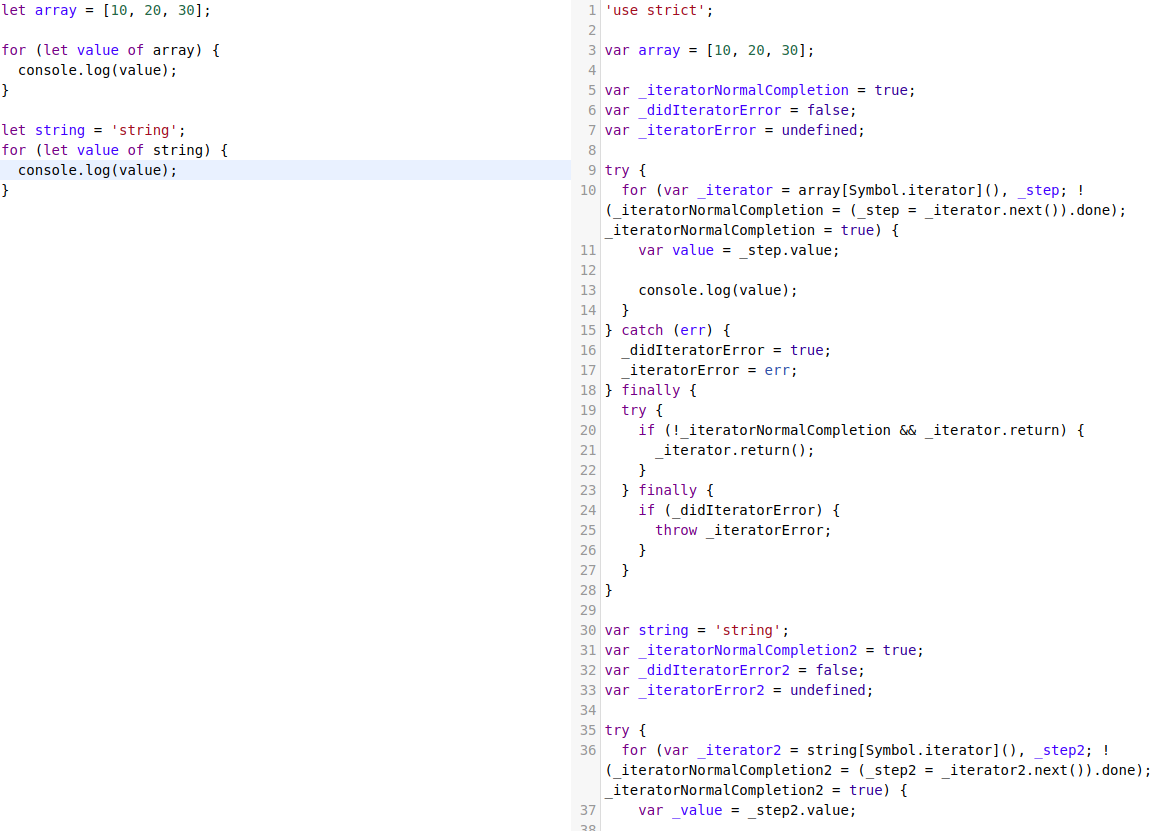 let array = [10, 20, 30];

for (let value of array) {
  console.log(value);
}

let string = 'string';
for (let value of string) {
  console.log(value);
}

1 'use strict';
2
3 var array = [10, 20, 30];
4
5 var _iteratorNormalCompletion = true;
6 var _didIteratorError = false;
7 var _iteratorError = undefined;
8
9 try {
10   for (var _iterator = array[Symbol.iterator](), _step; !
(_iteratorNormalCompletion = (_step = _iterator.next()).done);
_iteratorNormalCompletion = true) {
11     var value = _step.value;
12
13     console.log(value);
14   }
15 } catch (err) {
16   _didIteratorError = true;
17   _iteratorError = err;
18 } finally {
19   try {
20     if (!_iteratorNormalCompletion && _iterator.return) {
21       _iterator.return();
22     }
23   } finally {
24     if (_didIteratorError) {
25       throw _iteratorError;
26     }
27   }
28 }
29
30 var string = 'string';
31 var _iteratorNormalCompletion2 = true;
32 var _didIteratorError2 = false;
33 var _iteratorError2 = undefined;
34
35 try {
36   for (var _iterator2 = string[Symbol.iterator](), _step2; !
(_iteratorNormalCompletion2 = (_step2 = _iterator2.next()).done);
_iteratorNormalCompletion2 = true) {
37     var _value = _step2.value;
38